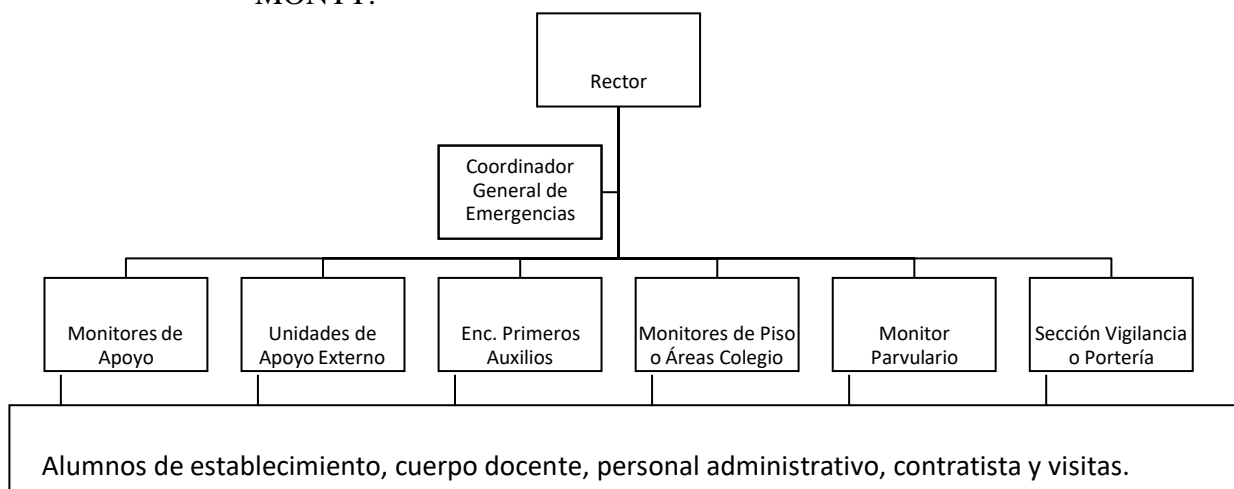 MONTT.
Rector
Coordinador
General de
Emergencias
Monitores de
Apoyo
Unidades de
Apoyo Externo
Enc. Primeros
Auxilios
Monitores de Piso
o Áreas Colegio
Monitor
Parvulario
Sección Vigilancia
o Portería
Alumnos de establecimiento, cuerpo docente, personal administrativo, contratista y visitas.